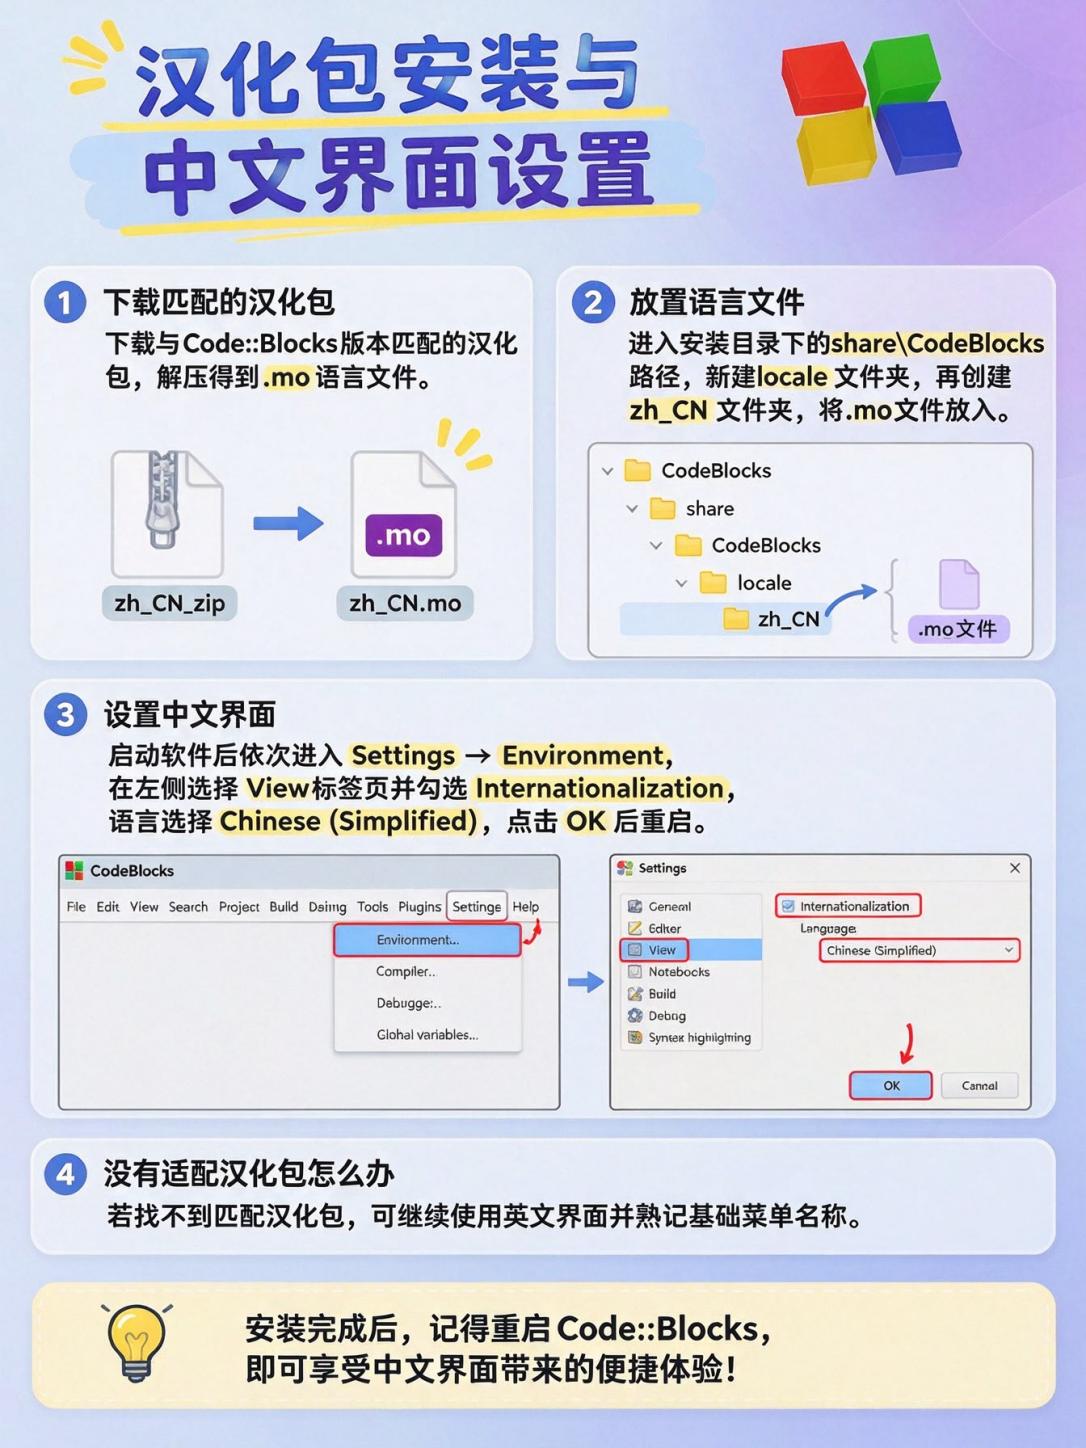 汉化包安装与
中文界面设置
1 下载匹配的汉化包
下载与Code::Blocks版本匹配的汉化
包，解压得到.mo语言文件。
zh_CN_zip
.mo
zh_CN.mo
2 放置语言文件
进入安装目录下的share\CodeBlocks
路径，新建locale文件夹，再创建
zh_CN文件夹，将.mo文件放入。
CodeBlocks
share
CodeBlocks
locale
zh_CN
.mo文件
3 设置中文界面
启动软件后依次进入 Settings → Environment，
在左侧选择 View标签页并勾选 Internationalization，
语言选择 Chinese (Simplified)，点击 OK 后重启。
CodeBlocks
File Edit View Search Project Build Dsimg Tools Plugins Settinge Help
Environment...
Compiler...
Debugge:..
Glohal variables...
Settings
General
Editer
View
Notabocks
Build
Debug
Syntex highlighting
Internationalization
Language
Chinese (Simplified)
OK
Cannal
4 没有适配汉化包怎么办
若找不到匹配汉化包，可继续使用英文界面并熟记基础菜单名称。
安装完成后，记得重启 Code::Blocks，
即可享受中文界面带来的便捷体验！